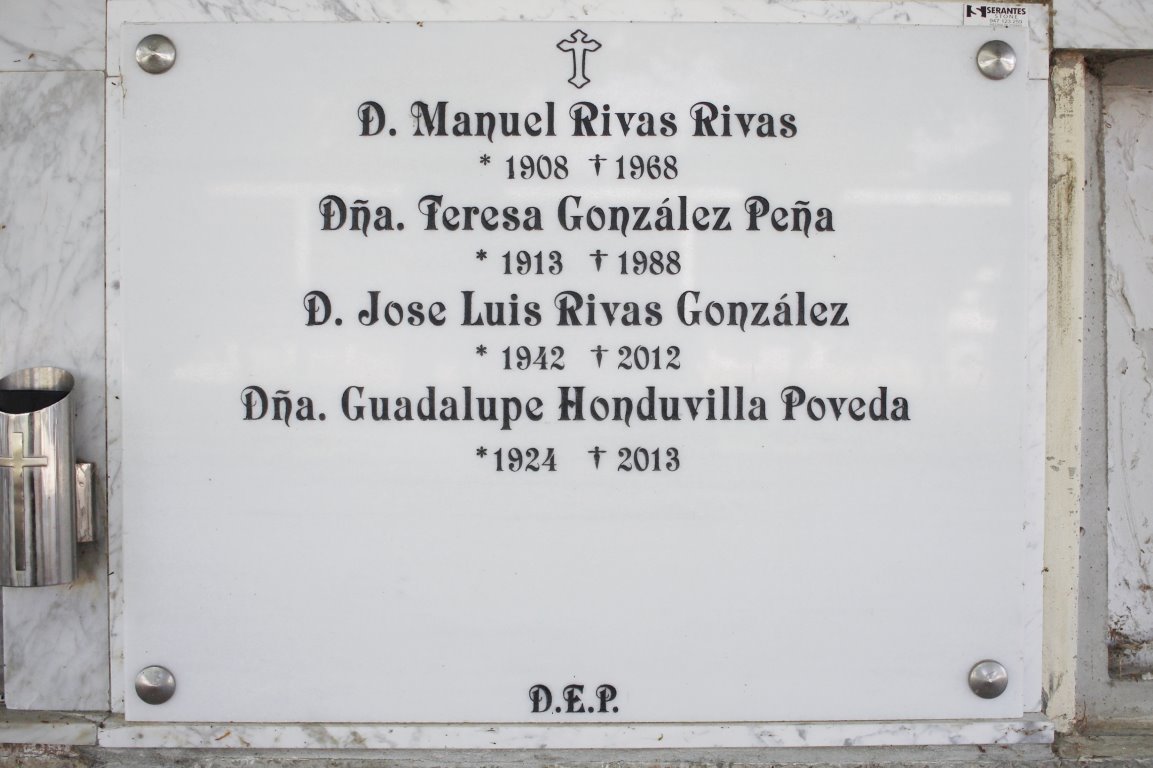 SERANTES
STONE
D. Manuel Rivas Rivas
* 1908 †1968
Dña. Teresa González Peña
* 1913 †1988
D. Jose Luis Rivas González
* 1942 †2012
Dña. Guadalupe Honduvilla Poveda
*1924 † 2013
D.E.P.